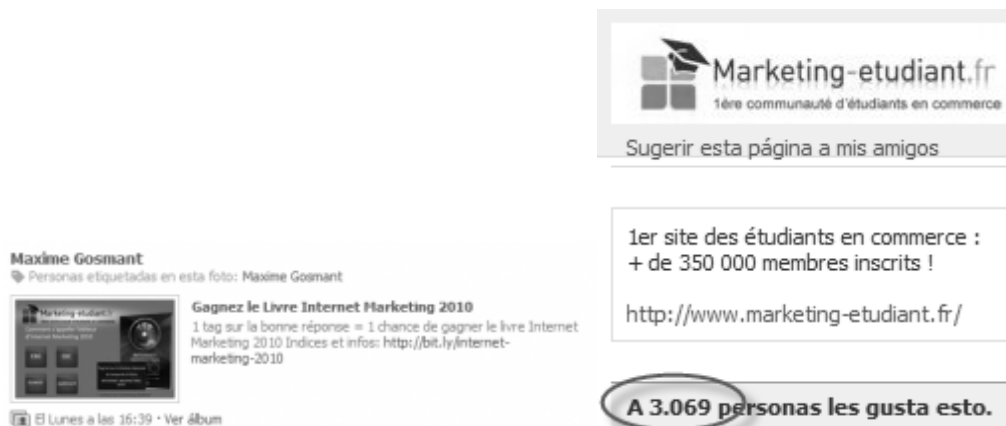 Marketing-etudiant.fr
1ère communauté d'étudiants en commerce
Sugerir esta página a mis amigos
1er site des étudiants en commerce :
+ de 350 000 membres inscrits !
http://www.marketing-etudiant.fr/
A 3.069 personas les gusta esto.
Maxime Gosmant
Personas etiquetadas en esta foto: Maxime Gosmant
Marketing-etudiant.fr
Gagnez le Livre Internet Marketing 2010
1 tag sur la bonne réponse = 1 chance de gagner le livre Internet
Marketing 2010 Indices et infos: http://bit.ly/internet-
marketing-2010
El Lunes a las 16:39 · Ver álbum